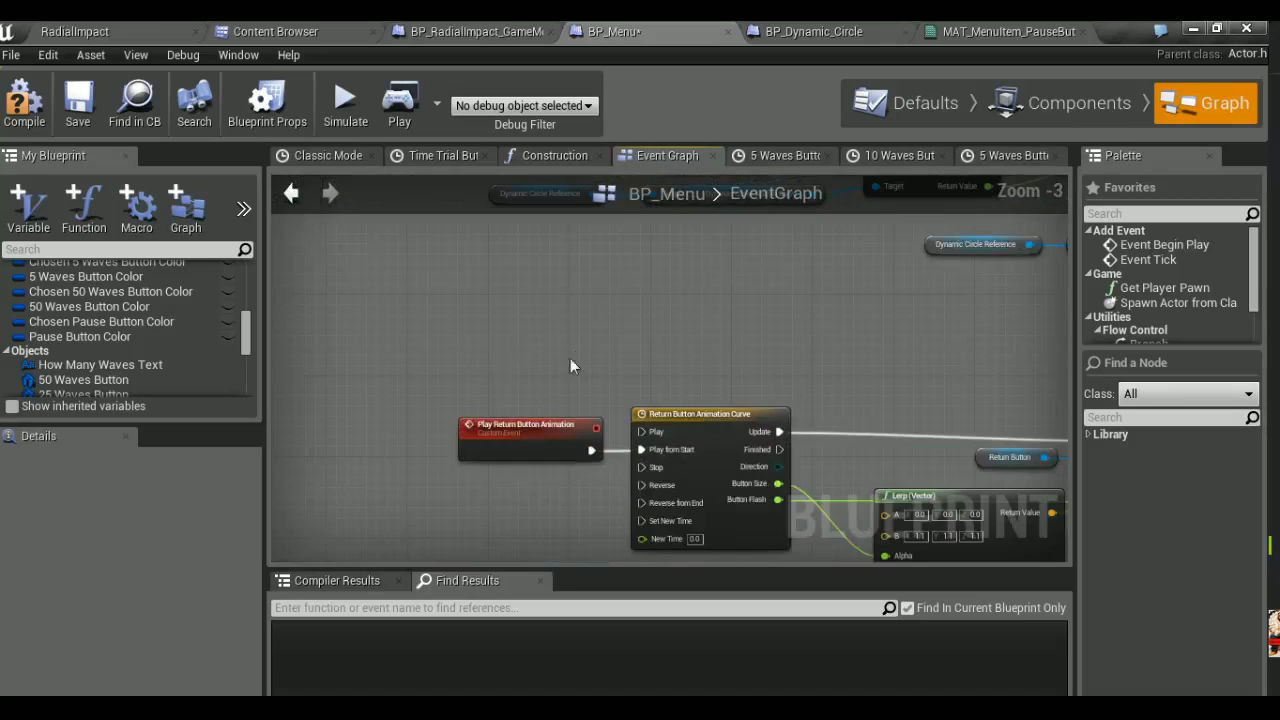 RadialImpact
Content Browser
BP_RadialImpact_GameM
BP_Menu*
BP_Dynamic_Circle
MAT_MenuItem_PauseBut
File Edit Asset View Window Help
Parent class: Actor.h
Compile
Save
Find in CB
Search
Blueprint Props
Simulate
Play
No debug object selected
Debug Filter
Defaults
Components
Graph
My Blueprint
Classic Mode
Time Trial But
Construction
Event Graph
5 Waves Butto
10 Waves But
5 Waves Butto
Palette
Variable
Function
Macro
Graph
Dynamic Circle Reference
BP_Menu > EventGraph
Target
Return Value
Zoom -3
Favorites
Search
Search
Chosen 5 Waves Button Color
5 Waves Button Color
Chosen 50 Waves Button Color
50 Waves Button Color
Chosen Pause Button Color
Pause Button Color
Objects
How Many Waves Text
50 Waves Button
25 Waves Button
Show inherited variables
Details
Dynamic Circle Reference
Add Event
Event Begin Play
Event Tick
Game
Get Player Pawn
Spawn Actor from Cla
Utilities
Flow Control
Branch
Find a Node
Class: All
Search
Library
Play Return Button Animation
Custom Event
Return Button Animation Curve
Play
Update
Play from Start
Finished
Stop
Direction
Reverse
Button Size
Reverse from End
Button Flash
Set New Time
New Time 0.0
Return Button
Lerp (Vector)
A 0.0 0.0 0.0
Return Value
B 1.1 1.1 1.1
Alpha
BLUEPRINT
Compiler Results
Find Results
Enter function or event name to find references...
Find In Current Blueprint Only